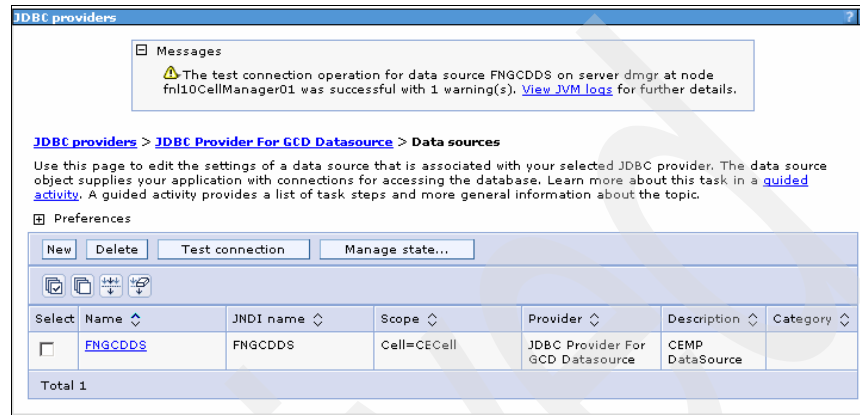 JDBC providers ?
Messages
The test connection operation for data source FNGCDDS on server dmgr at node
fnl10CellManager01 was successful with 1 warning(s). View JVM logs for further details.
JDBC providers > JDBC Provider For GCD Datasource > Data sources
Use this page to edit the settings of a data source that is associated with your selected JDBC provider. The data source
object supplies your application with connections for accessing the database. Learn more about this task in a guided
activity. A guided activity provides a list of task steps and more general information about the topic.
Preferences
New Delete Test connection Manage state...
Select Name JNDI name Scope Provider Description Category
FNGCDDS FNGCDDS Cell=CECell JDBC Provider For CEMP
GCD Datasource DataSource
Total 1